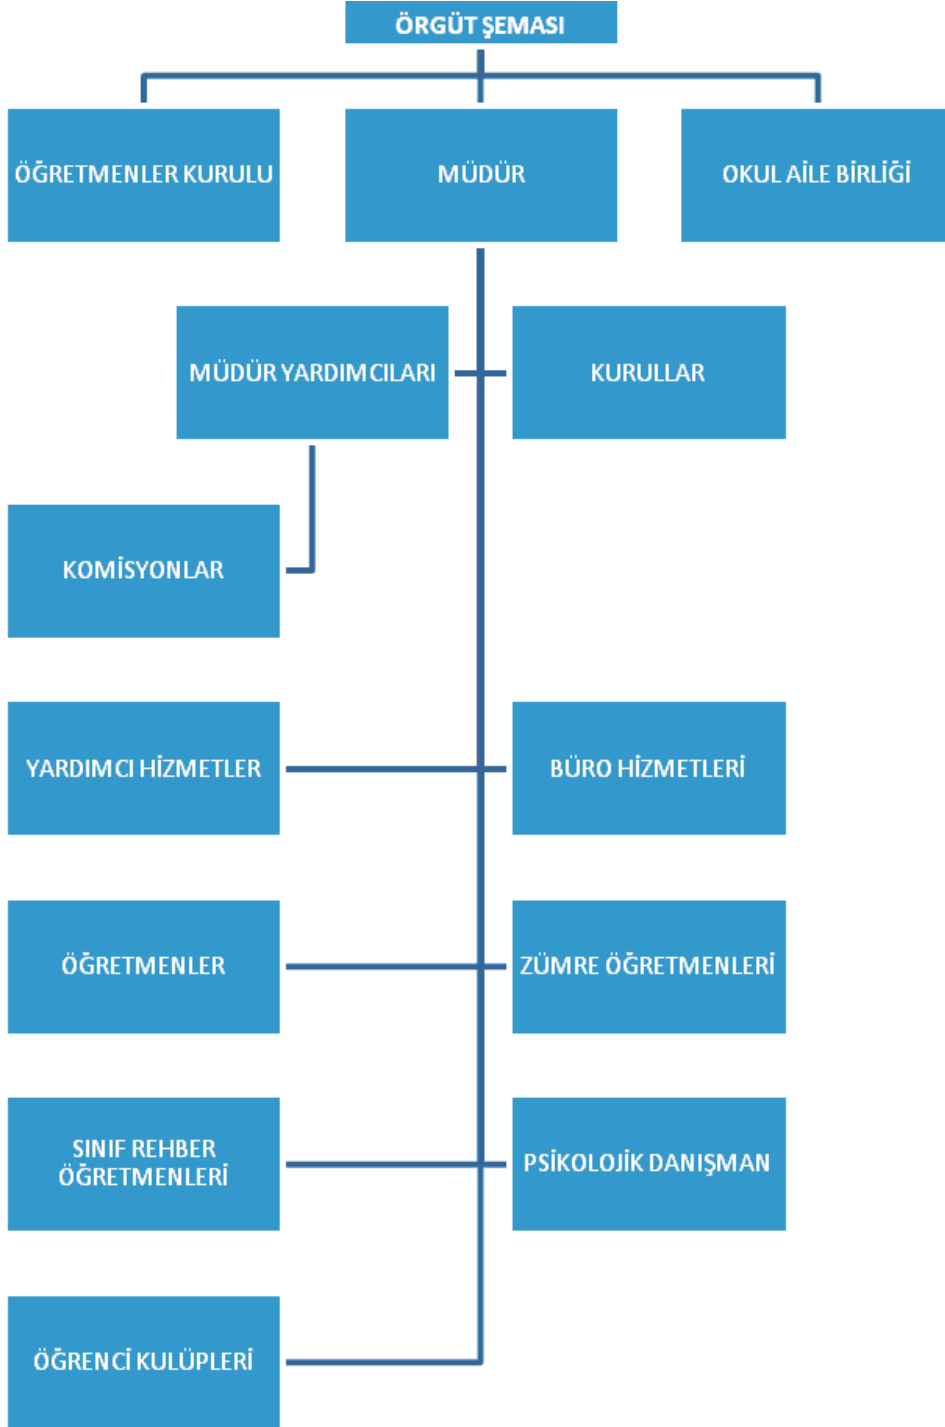 ÖRGÜT ŞEMASI
ÖĞRETMENLER KURULU
MÜDÜR
OKUL AİLE BİRLİĞİ
MÜDÜR YARDIMCILARI
KURULLAR
KOMİSYONLAR
YARDIMCI HİZMETLER
BÜRO HİZMETLERİ
ÖĞRETMENLER
ZÜMRE ÖĞRETMENLERİ
SINIF REHBER
ÖĞRETMENLERİ
PSİKOLOJİK DANIŞMAN
ÖĞRENCİ KULÜPLERİ